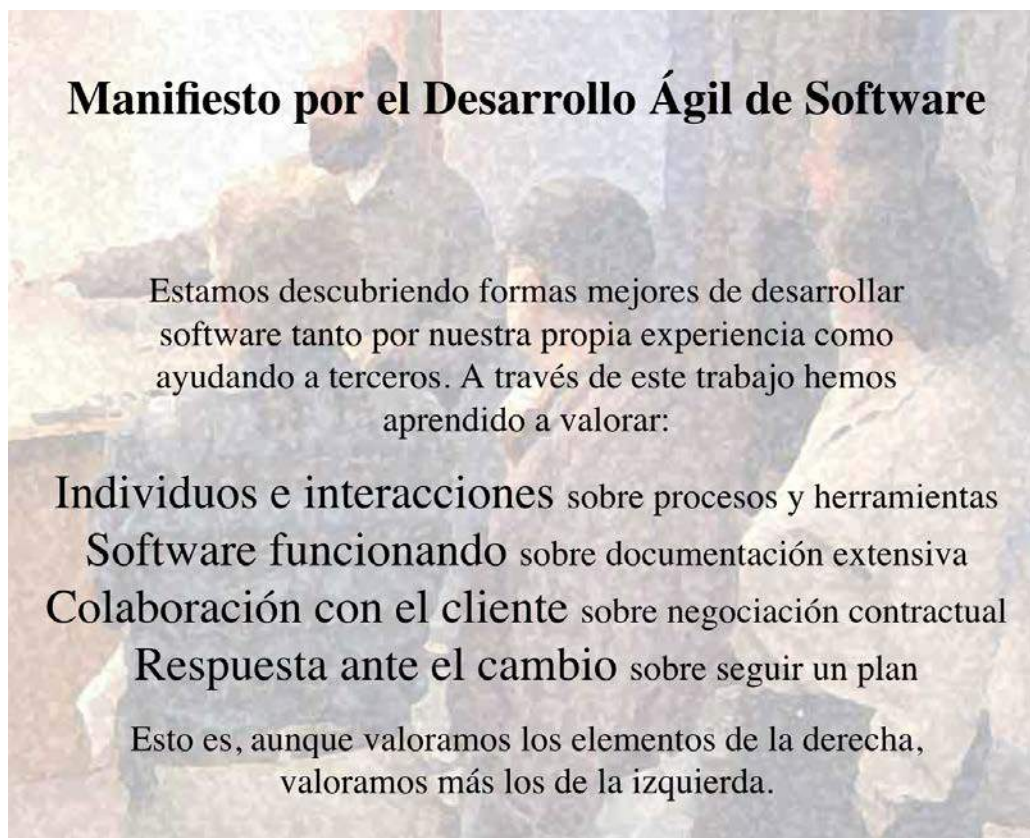 Manifiesto por el Desarrollo Ágil de Software
Estamos descubriendo formas mejores de desarrollar
software tanto por nuestra propia experiencia como
ayudando a terceros. A través de este trabajo hemos
aprendido a valorar:
Individuos e interacciones sobre procesos y herramientas
Software funcionando sobre documentación extensiva
Colaboración con el cliente sobre negociación contractual
Respuesta ante el cambio sobre seguir un plan
Esto es, aunque valoramos los elementos de la derecha,
valoramos más los de la izquierda.